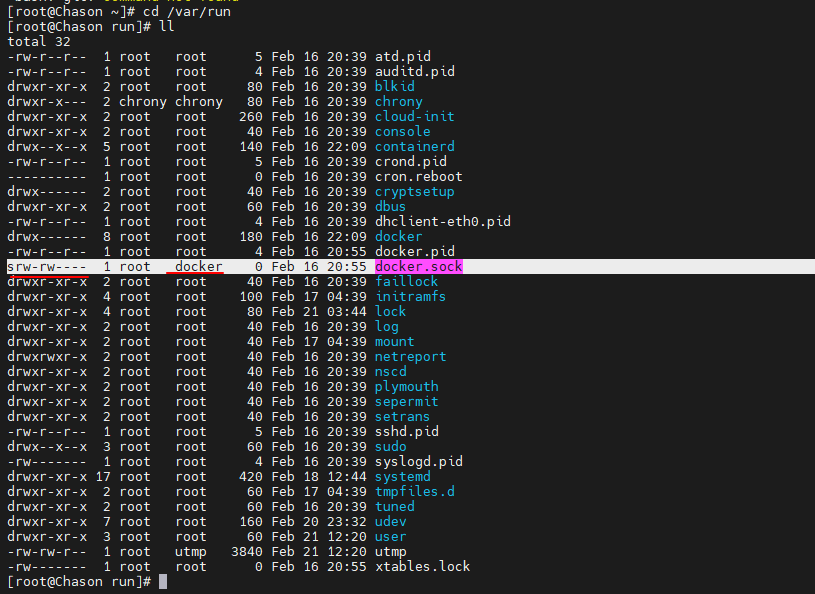 [root@Chason ~]# cd /var/run
[root@Chason run]# ll
total 32
-rw-r--r--  1 root   root      5 Feb 16 20:39 atd.pid
-rw-r--r--  1 root   root      4 Feb 16 20:39 auditd.pid
drwxr-xr-x  2 root   root     80 Feb 16 20:39 blkid
drwxr-x---  2 chrony chrony   80 Feb 16 20:39 chrony
drwxr-xr-x  2 root   root    260 Feb 16 20:39 cloud-init
drwxr-xr-x  2 root   root     40 Feb 16 20:39 console
drwx--x--x  5 root   root    140 Feb 16 22:09 containerd
-rw-r--r--  1 root   root      5 Feb 16 20:39 crond.pid
----------  1 root   root      0 Feb 16 20:39 cron.reboot
drwx------  2 root   root     40 Feb 16 20:39 cryptsetup
drwxr-xr-x  2 root   root     60 Feb 16 20:39 dbus
-rw-r--r--  1 root   root      4 Feb 16 20:39 dhclient-eth0.pid
drwx------  8 root   root    180 Feb 16 22:09 docker
-rw-r--r--  1 root   root      4 Feb 16 20:55 docker.pid
srw-rw----  1 root   docker    0 Feb 16 20:55 docker.sock
drwxr-xr-x  2 root   root     40 Feb 16 20:39 faillock
drwxr-xr-x  4 root   root    100 Feb 17 04:39 initramfs
drwxr-xr-x  4 root   root     80 Feb 21 03:44 lock
drwxr-xr-x  2 root   root     40 Feb 16 20:39 log
drwxr-xr-x  2 root   root     40 Feb 17 04:39 mount
drwxrwxr-x  2 root   root     40 Feb 16 20:39 netreport
drwxr-xr-x  2 root   root     40 Feb 16 20:39 nscd
drwxr-xr-x  2 root   root     40 Feb 16 20:39 plymouth
drwxr-xr-x  2 root   root     40 Feb 16 20:39 sepermit
drwxr-xr-x  2 root   root     40 Feb 16 20:39 setrans
-rw-r--r--  1 root   root      5 Feb 16 20:39 sshd.pid
drwx--x--x  3 root   root     60 Feb 16 20:39 sudo
-rw-------  1 root   root      4 Feb 16 20:39 syslogd.pid
drwxr-xr-x 17 root   root    420 Feb 18 12:44 systemd
drwxr-xr-x  2 root   root     60 Feb 17 04:39 tmpfiles.d
drwxr-xr-x  2 root   root     60 Feb 16 20:39 tuned
drwxr-xr-x  7 root   root    160 Feb 20 23:32 udev
drwxr-xr-x  3 root   root     60 Feb 21 12:20 user
-rw-rw-r--  1 root   utmp   3840 Feb 21 12:20 utmp
-rw-------  1 root   root      0 Feb 16 20:55 xtables.lock
[root@Chason run]#